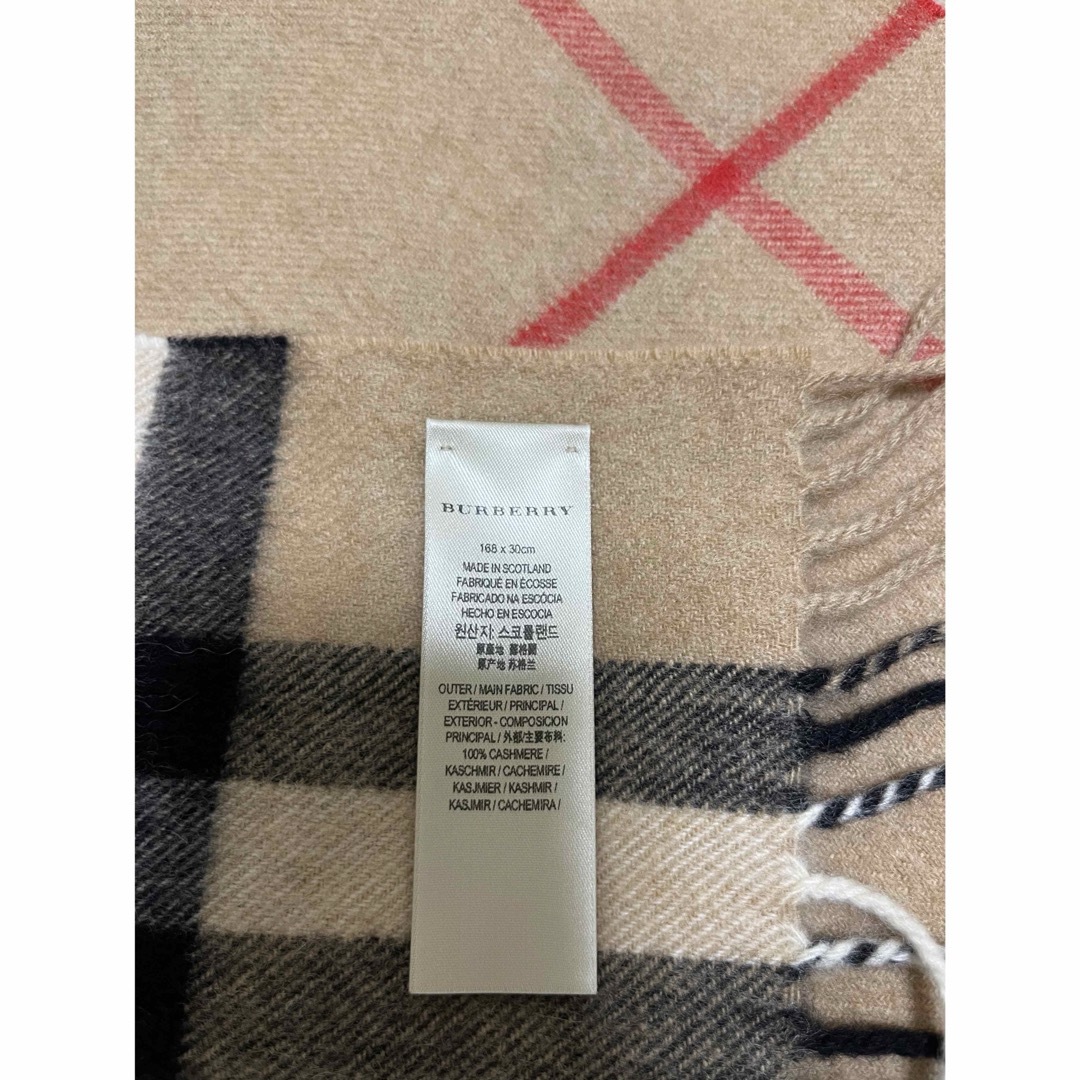 BURBERRY
168 x 30cm
MADE IN SCOTLAND
FABRIQUÉ EN ÉCOSSE
FABRICADO NA ESCÓCIA
HECHO EN ESCOCIA
원산지: 스코틀랜드
原產地 蘇格蘭
原产地 苏格兰
OUTER / MAIN FABRIC / TISSU
EXTÉRIEUR / PRINCIPAL /
EXTERIOR - COMPOSICION
PRINCIPAL / 外部/主要布料:
100% CASHMERE /
KASCHMIR / CACHEMIRE /
KASJMIER / KASHMIR /
KASJMIR / CACHEMIRA /